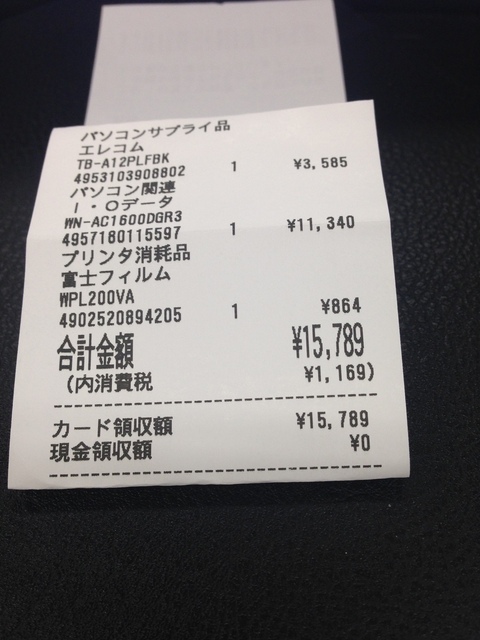 パソコンサプライ品
エレコム
TB-A12PLFBK
4953103908802 1 ¥3,585
パソコン関連
I・Oデータ
WN-AC1600DGR3
4957180115597 1 ¥11,340
プリンタ消耗品
富士フィルム
WPL200VA
4902520894205 1 ¥864
合計金額 ¥15,789
(内消費税 ¥1,169)
カード領収額 ¥15,789
現金領収額 ¥0